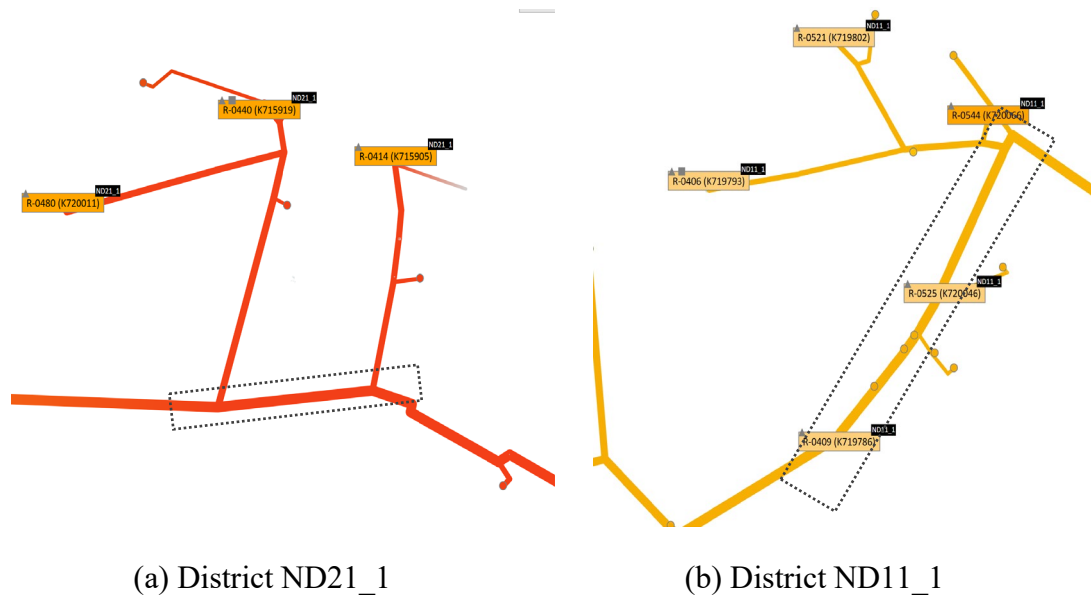 ND21_1
R-0440 (K715919)
ND21_1
R-0414 (K715905)
ND21_1
R-0480 (K720011)
R-0521 (K719802)
ND11_1
ND11_1
R-0544 (K720066)
ND11_1
R-0406 (K719793)
ND11_1
R-0525 (K720046)
ND11_1
R-0409 (K719786)
(a) District ND21_1
(b) District ND11_1